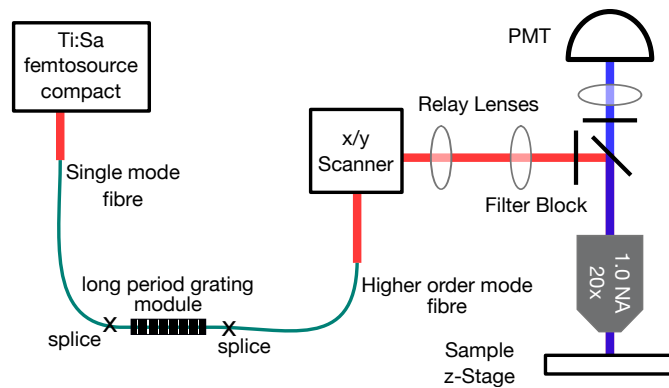 Ti:Sa
femtosource
compact
PMT
Relay Lenses
x/y
Scanner
Single mode
fibre
Filter Block
1.0 NA
20x
long period grating
module
Higher order mode
fibre
splice
X
X
splice
Sample
z-Stage